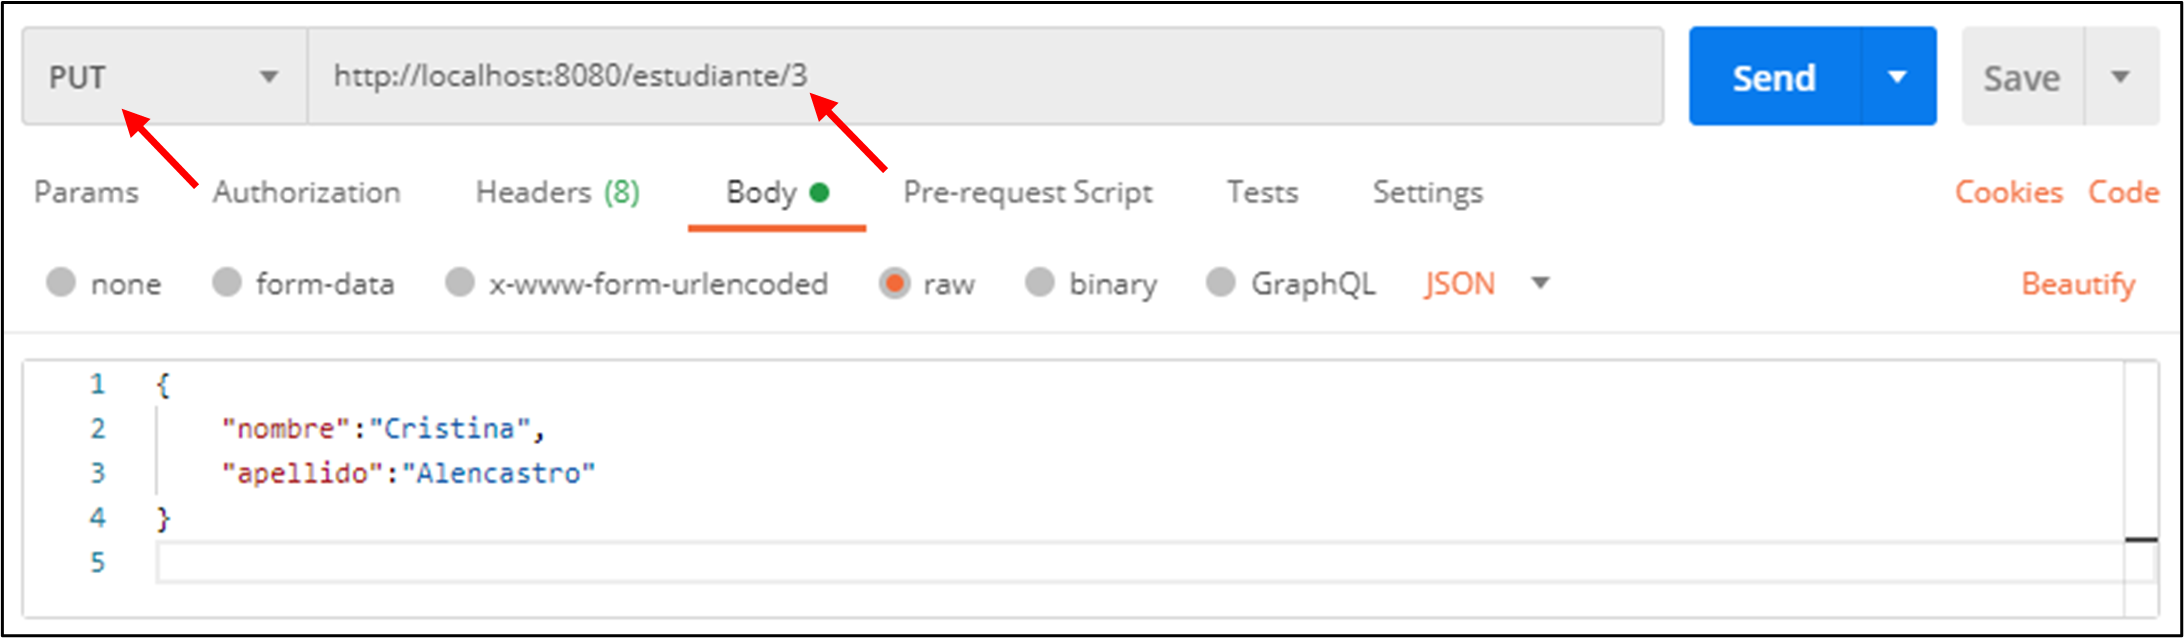 PUT http://localhost:8080/estudiante/3 Send Save
Params Authorization Headers (8) Body Pre-request Script Tests Settings Cookies Code
none form-data x-www-form-urlencoded raw binary GraphQL JSON Beautify
1 {
2 "nombre":"Cristina",
3 "apellido":"Alencastro"
4 }
5